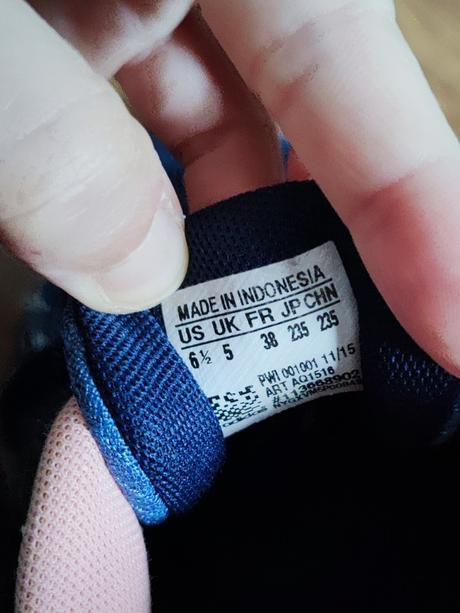 MADE IN INDONESIA
US UK FR JP CHN
6½ 5 38 235 235
PWI 001001 11/15
ART AQ1516